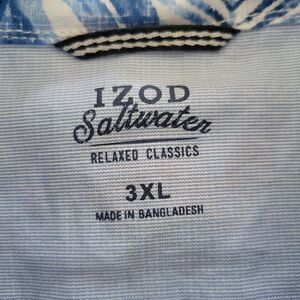 IZOD
Saltwater
RELAXED CLASSICS
3XL
MADE IN BANGLADESH